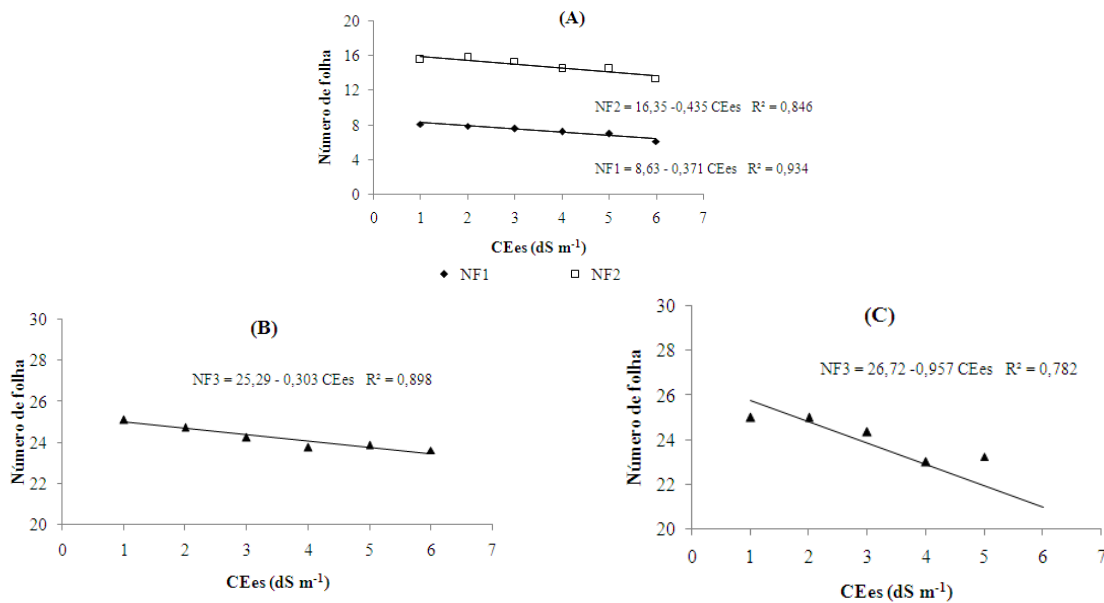 (A)
Número de folha
20
16
12
8
4
0
NF2 = 16,35 -0,435 CEes R² = 0,846
NF1 = 8,63 - 0,371 CEes R² = 0,934
0 1 2 3 4 5 6 7
CEes (dS m⁻¹)
NF1 NF2
(B)
Número de folha
30
28
26
24
22
20
NF3 = 25,29 - 0,303 CEes R² = 0,898
0 1 2 3 4 5 6 7
CEes (dS m⁻¹)
(C)
Número de folha
30
28
26
24
22
20
NF3 = 26,72 -0,957 CEes R² = 0,782
0 1 2 3 4 5 6 7
CEes (dS m⁻¹)